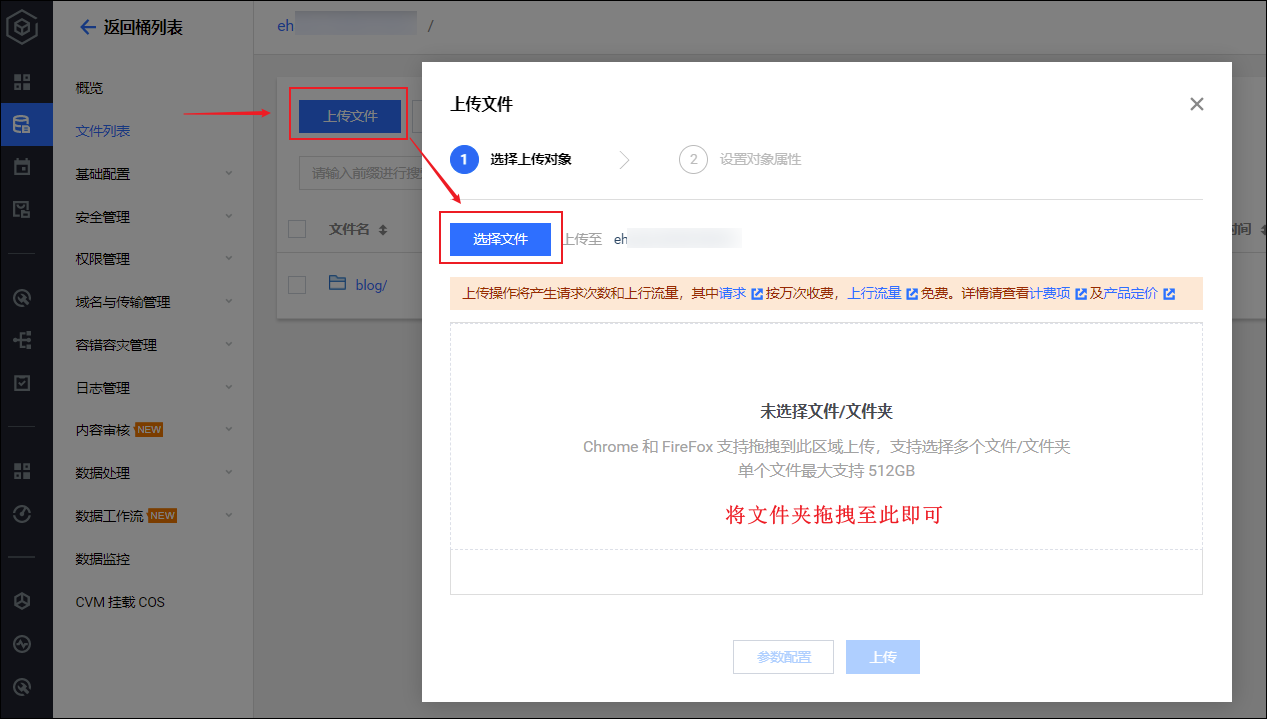 返回桶列表
eh
/
概览
文件列表
基础配置
安全管理
权限管理
域名与传输管理
容错容灾管理
日志管理
内容审核 NEW
数据处理
数据工作流 NEW
数据监控
CVM 挂载 COS
上传文件
请输入前缀进行搜
文件名
时间
blog/
上传文件
1 选择上传对象
2 设置对象属性
选择文件 上传至 eh
上传操作将产生请求次数和上行流量，其中请求 按万次收费，上行流量 免费。详情请查看计费项 及产品定价
未选择文件/文件夹
Chrome 和 FireFox 支持拖拽到此区域上传，支持选择多个文件/文件夹
单个文件最大支持 512GB
将文件夹拖拽至此即可
参数配置 上传